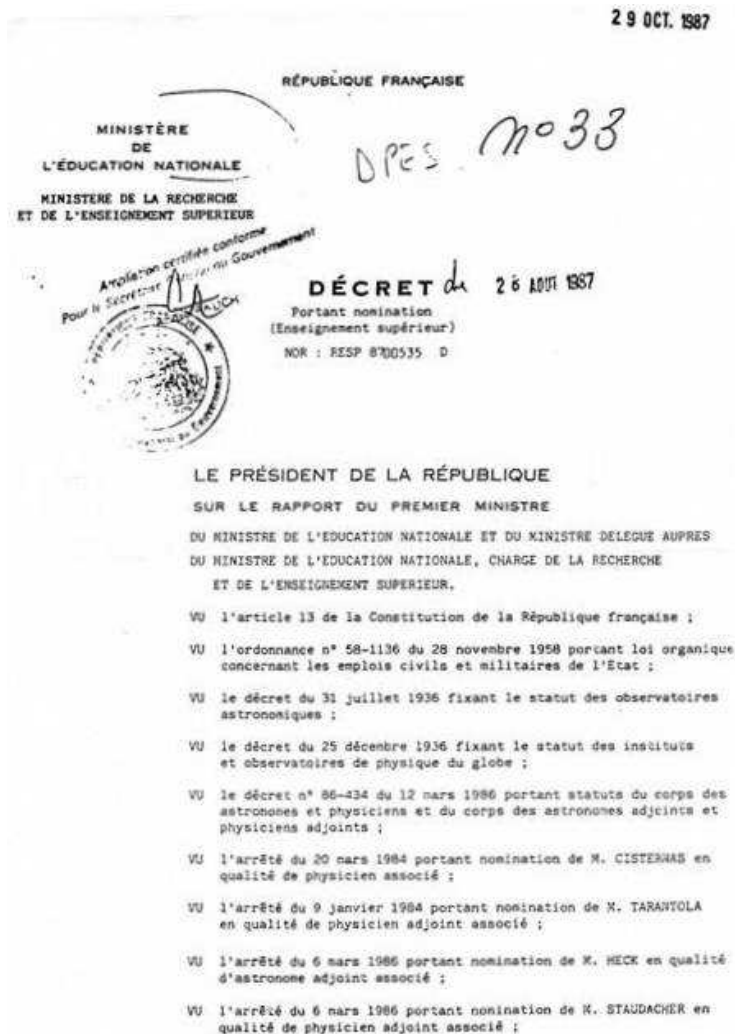 29 OCT. 1987
RÉPUBLIQUE FRANÇAISE
MINISTÈRE
DE
L'ÉDUCATION NATIONALE
MINISTERE DE LA RECHERCHE
ET DE L'ENSEIGNEMENT SUPERIEUR
DPES. n° 33
Ampliation certifiée conforme
Pour le Secrétaire Général du Gouvernement
DÉCRET du 26 AOUT 1987
Portant nomination
(Enseignement supérieur)
NOR : RESP 8700535 D
LE PRÉSIDENT DE LA RÉPUBLIQUE
SUR LE RAPPORT DU PREMIER MINISTRE
DU MINISTRE DE L'EDUCATION NATIONALE ET DU MINISTRE DELEGUE AUPRES
DU MINISTRE DE L'EDUCATION NATIONALE, CHARGE DE LA RECHERCHE
ET DE L'ENSEIGNEMENT SUPERIEUR.
VU l'article 13 de la Constitution de la République française ;
VU l'ordonnance n° 58-1136 du 28 novembre 1958 portant loi organique
concernant les emplois civils et militaires de l'Etat ;
VU le décret du 31 juillet 1936 fixant le statut des observatoires
astronomiques ;
VU le décret du 25 décembre 1936 fixant le statut des instituts
et observatoires de physique du globe ;
VU le décret n° 86-434 du 12 mars 1986 portant statuts du corps des
astronomes et physiciens et du corps des astronomes adjoints et
physiciens adjoints ;
VU l'arrêté du 20 mars 1984 portant nomination de M. CISTERNAS en
qualité de physicien associé ;
VU l'arrêté du 9 janvier 1984 portant nomination de M. TARANTOLA
en qualité de physicien adjoint associé ;
VU l'arrêté du 6 mars 1986 portant nomination de M. HECK en qualité
d'astronome adjoint associé ;
VU l'arrêté du 6 mars 1986 portant nomination de M. STAUDACHER en
qualité de physicien adjoint associé ;